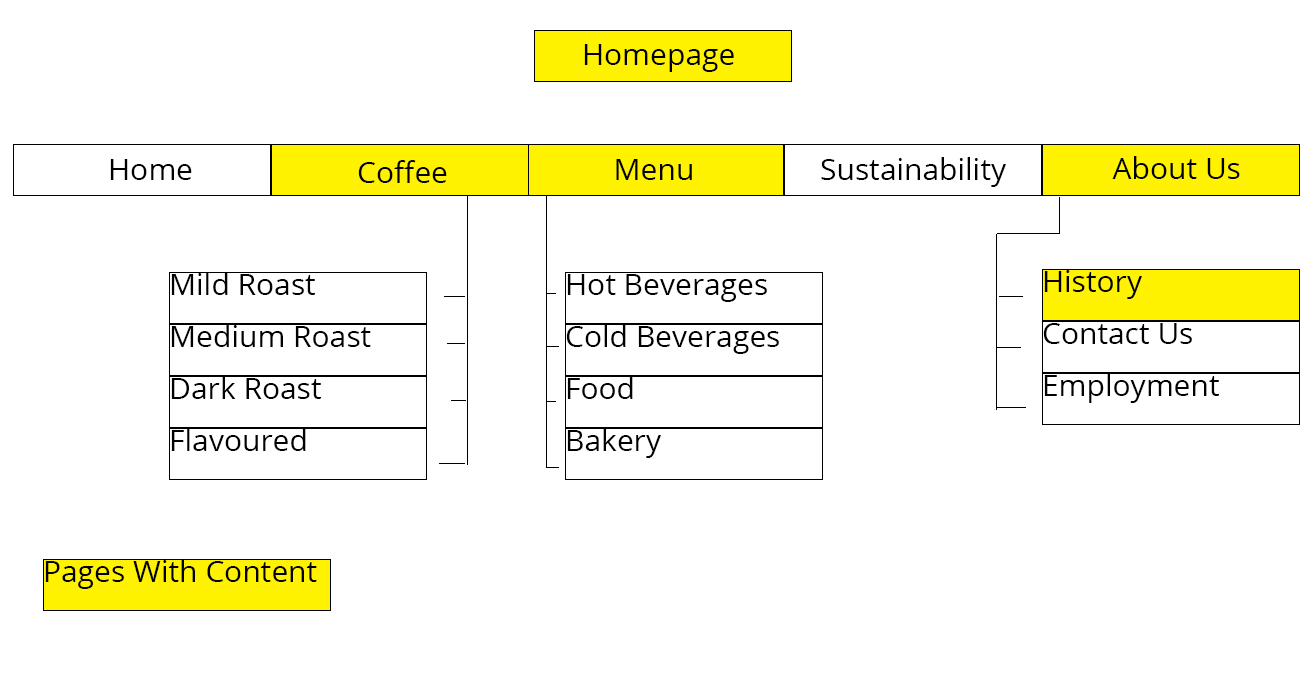 Homepage
Home
Coffee
Menu
Sustainability
About Us
Mild Roast
Medium Roast
Dark Roast
Flavoured
Hot Beverages
Cold Beverages
Food
Bakery
History
Contact Us
Employment
Pages With Content